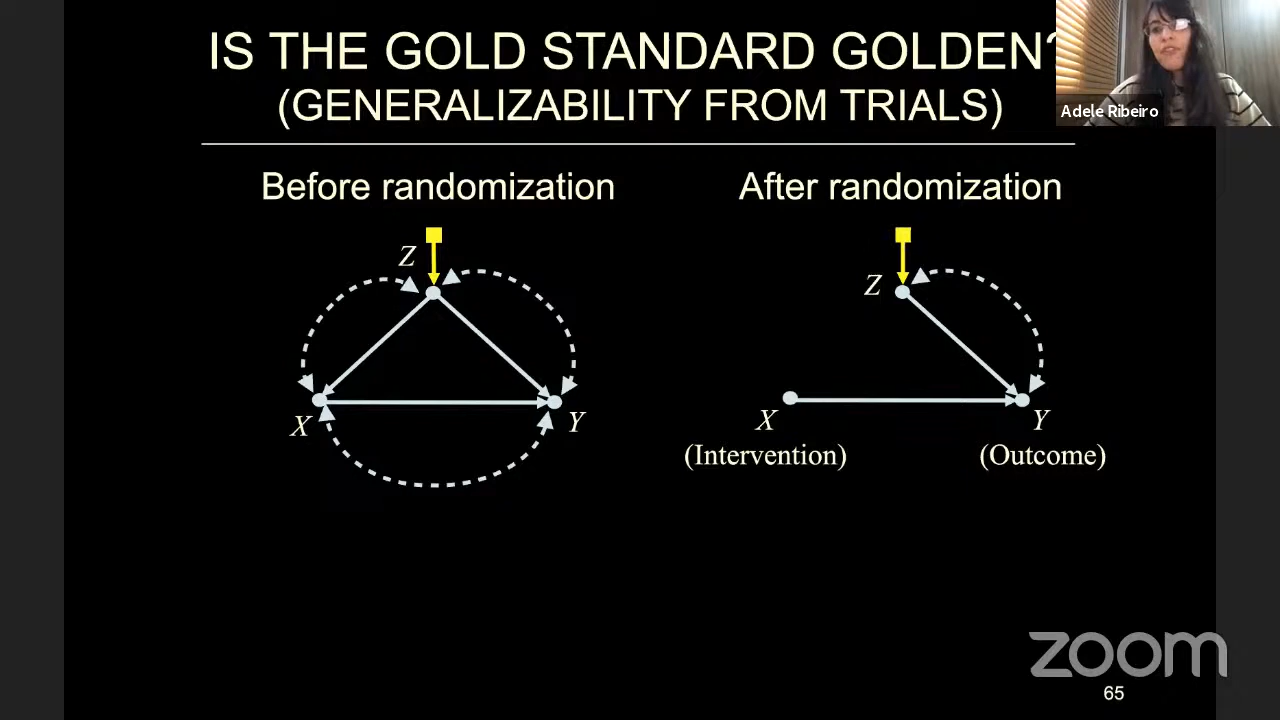 IS THE GOLD STANDARD GOLDEN?
(GENERALIZABILITY FROM TRIALS)
Adele Ribeiro
Before randomization
After randomization
Z
Z
X
Y
X
Y
(Intervention)
(Outcome)
zoom
65